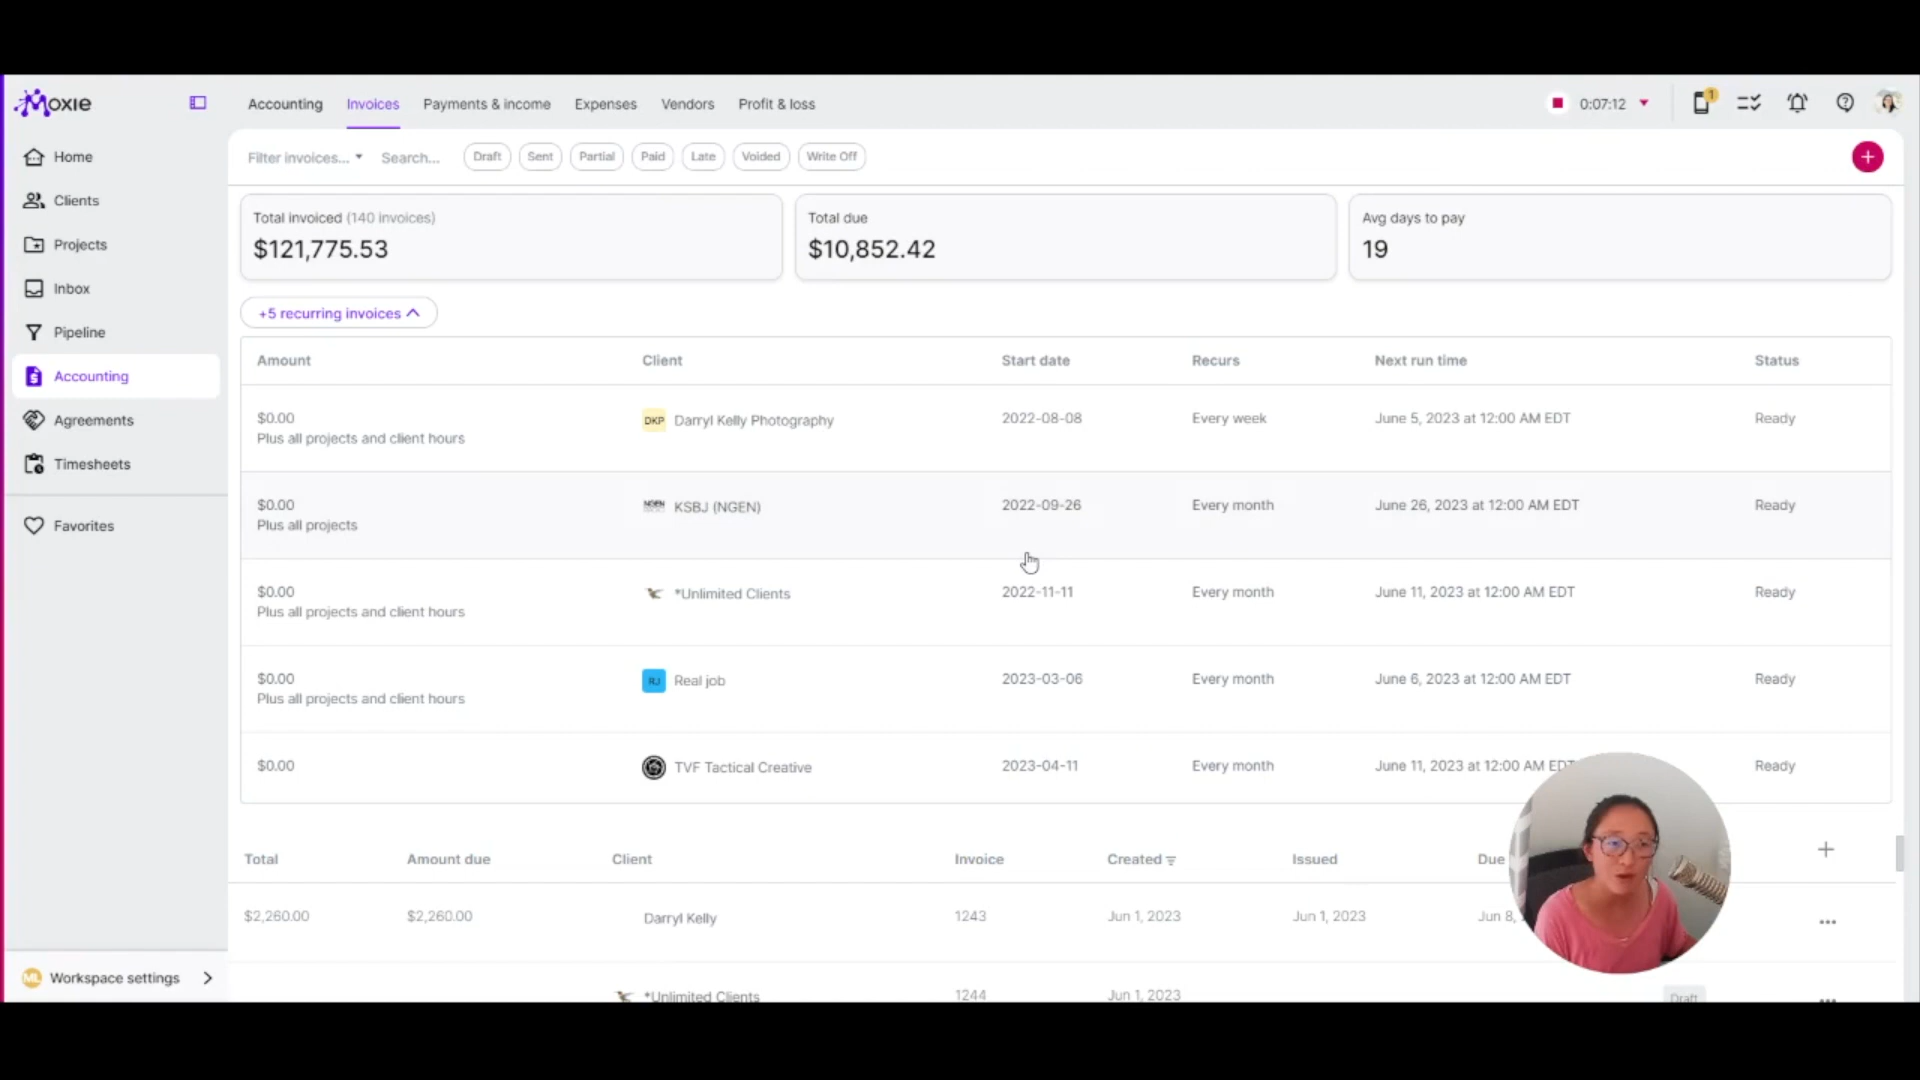 Moxie
Accounting Invoices Payments & income Expenses Vendors Profit & loss
0:07:12
1
Home
Clients
Projects
Inbox
Pipeline
Accounting
Agreements
Timesheets
Favorites
Workspace settings
Filter invoices... Search... Draft Sent Partial Paid Late Voided Write Off
Total invoiced (140 invoices)
$121,775.53
Total due
$10,852.42
Avg days to pay
19
+5 recurring invoices
Amount Client Start date Recurs Next run time Status
$0.00 DKP Darryl Kelly Photography 2022-08-08 Every week June 5, 2023 at 12:00 AM EDT Ready
Plus all projects and client hours
$0.00 NGEN KSBJ (NGEN) 2022-09-26 Every month June 26, 2023 at 12:00 AM EDT Ready
Plus all projects
$0.00 *Unlimited Clients 2022-11-11 Every month June 11, 2023 at 12:00 AM EDT Ready
Plus all projects and client hours
$0.00 RJ Real job 2023-03-06 Every month June 6, 2023 at 12:00 AM EDT Ready
Plus all projects and client hours
$0.00 TVF Tactical Creative 2023-04-11 Every month June 11, 2023 at 12:00 AM EDT Ready
Total Amount due Client Invoice Created Issued Due
$2,260.00 $2,260.00 Darryl Kelly 1243 Jun 1, 2023 Jun 1, 2023 Jun 8,
*Unlimited Clients 1244 Jun 1, 2023 Draft